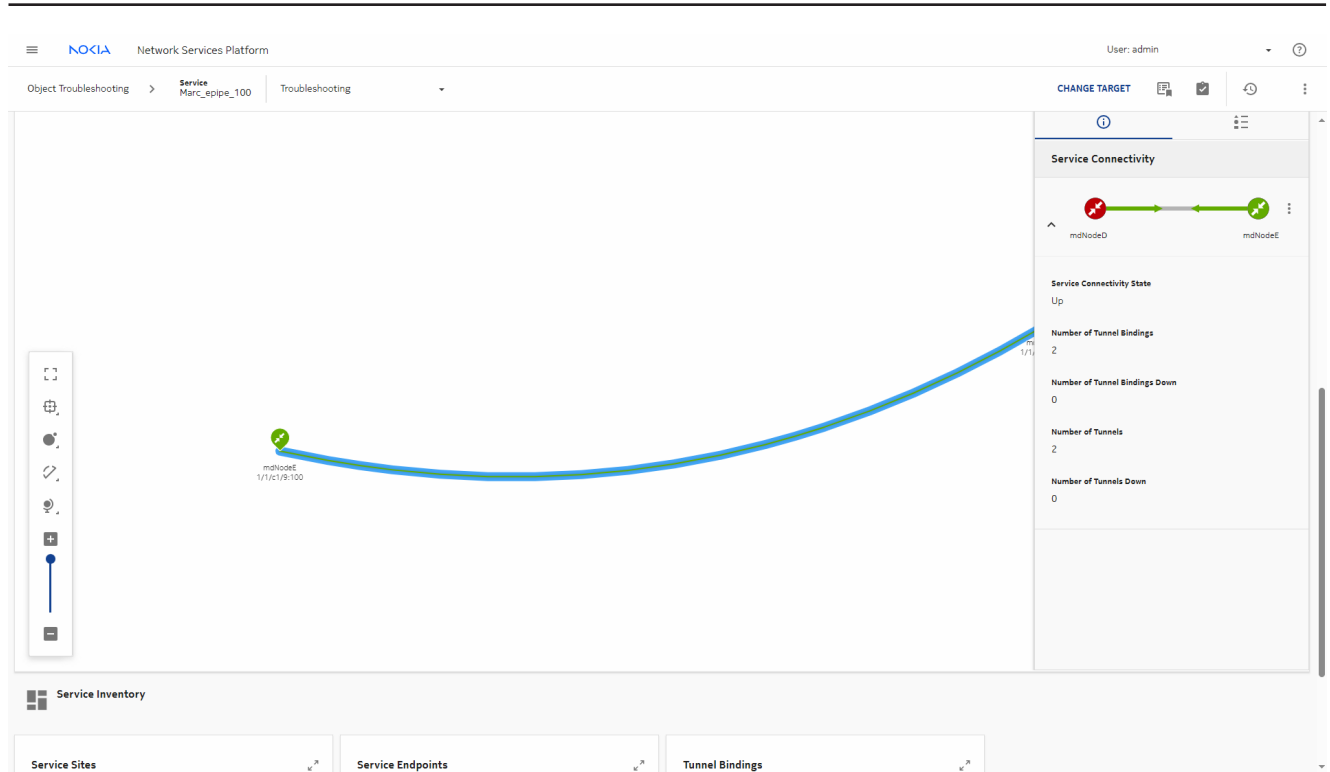 NOKIA Network Services Platform User: admin
Object Troubleshooting > Service Marc_epipe_100 Troubleshooting CHANGE TARGET
Service Connectivity
mdNodeD mdNodeE
Service Connectivity State
Up
Number of Tunnel Bindings
2
Number of Tunnel Bindings Down
0
Number of Tunnels
2
Number of Tunnels Down
0
1/1/
mdNodeE
1/1/c1/9:100
Service Inventory
Service Sites Service Endpoints Tunnel Bindings